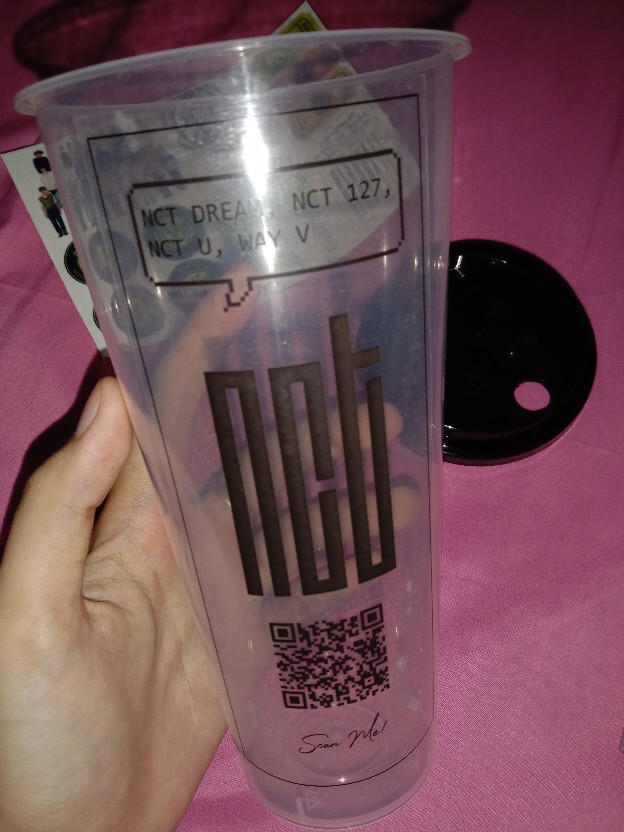 NCT DREAM, NCT 127,
NCT U, WAY V
nct
Scan Me!